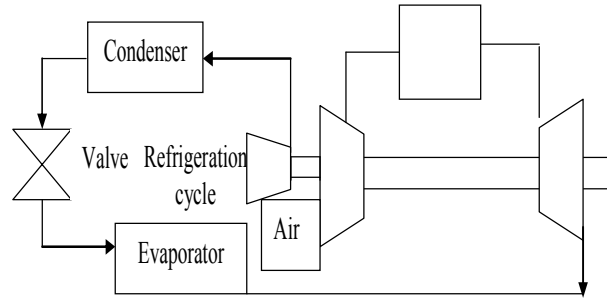 Condenser
Valve
Refrigeration
cycle
Air
Evaporator